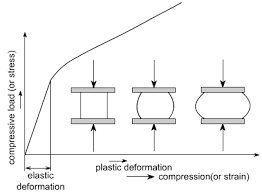 compressive load (or stress)
plastic deformation
compression(or strain)
elastic
deformation